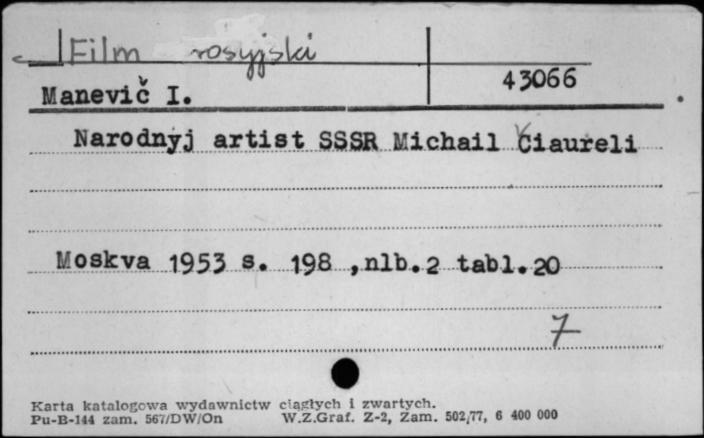 Film rosyjski
43066
Manevič I.
Narodnyj artist SSSR Michail Čiaureli
Moskva 1953 s. 198 ,nlb.2 tabl.20
7
Karta katalogowa wydawnictw ciągłych i zwartych.
Pu-B-144 zam. 567/DW/On W.Z.Graf. Z-2, Zam. 502/77, 6 400 000